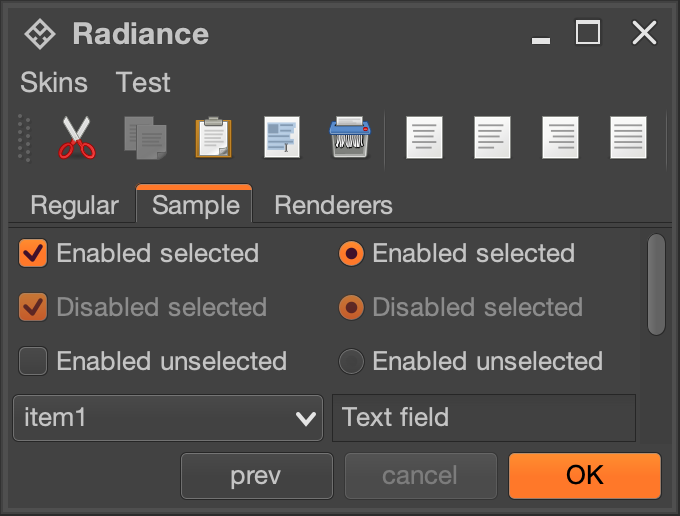 Radiance
Skins Test
Regular Sample Renderers
Enabled selected Enabled selected
Disabled selected Disabled selected
Enabled unselected Enabled unselected
item1 Text field
prev cancel OK